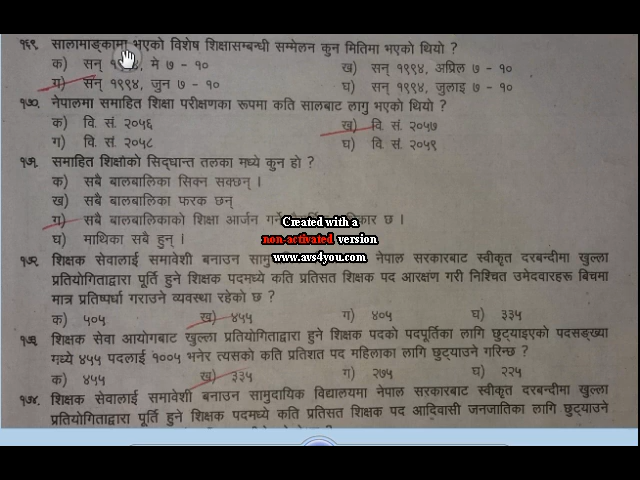 १६९. सालामाङ्कामा भएको विशेष शिक्षासम्बन्धी सम्मेलन कुन मितिमा भएको थियो ?
क) सन् १९९४, मे ७ - १०
ख) सन् १९९४, अप्रिल ७ - १०
ग) सन् १९९४, जुन ७ - १०
घ) सन् १९९४, जुलाइ ७ - १०
१७०. नेपालमा समाहित शिक्षा परीक्षणका रूपमा कति सालबाट लागु भएको थियो ?
क) वि. सं. २०५६
ख) वि. सं. २०५७
ग) वि. सं. २०५८
घ) वि. सं. २०५९
१७१. समाहित शिक्षाको सिद्धान्त तलका मध्ये कुन हो ?
क) सबै बालबालिका सिक्न सक्छन् ।
ख) सबै बालबालिका फरक छन्
ग) सबै बालबालिकाको शिक्षा आर्जन गर्न छ ।
घ) माथिका सबै हुन् ।
Created with a
non-activated version
www.avs4you.com
१७२. शिक्षक सेवालाई समावेशी बनाउन नेपाल सरकारबाट स्वीकृत दरबन्दीमा खुल्ला
प्रतियोगिताद्वारा पूर्ति हुने शिक्षक पदमध्ये कति प्रतिसत शिक्षक पद आरक्षण गरी निश्चित उमेदवारहरू बिचमा
मात्र प्रतिष्पर्धा गराउने व्यवस्था रहेको छ ?
क) ५०५
ख) ४५५
ग) ४०५
घ) ३३५
१७३. शिक्षक सेवा आयोगबाट खुल्ला प्रतियोगिताद्वारा हुने शिक्षक पदको पदपूर्तिका लागि छुट्याइएको पदसङ्ख्या
मध्ये ४५५ पदलाई १००५ भनेर त्यसको कति प्रतिशत पद महिलाका लागि छुट्याउने गरिन्छ ?
क) ४५५
ख) ३३५
ग) २७५
घ) २२५
१७४. शिक्षक सेवालाई समावेशी बनाउन सामुदायिक विद्यालयमा नेपाल सरकारबाट स्वीकृत दरबन्दीमा खुल्ला
प्रतियोगिताद्वारा पूर्ति हुने शिक्षक पदमध्ये कति प्रतिसत शिक्षक पद आदिवासी जनजातिका लागि छुट्याउने